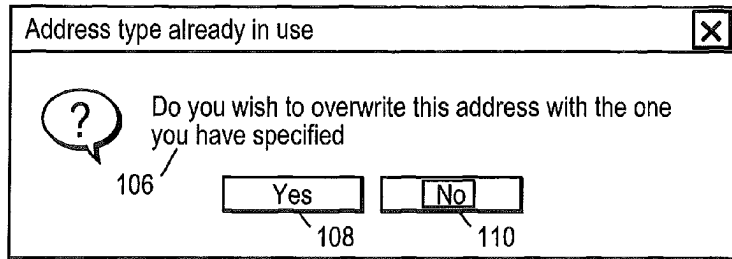 Address type already in use
?
Do you wish to overwrite this address with the one
you have specified
106
Yes
No
108
110